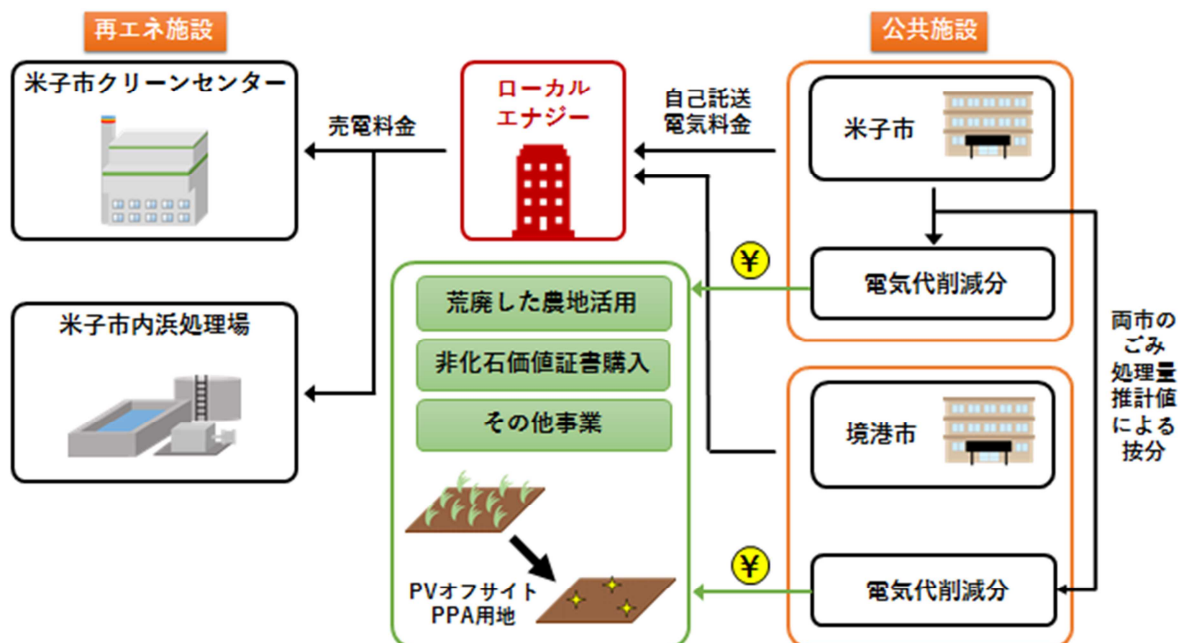 再エネ施設
米子市クリーンセンター
米子市内浜処理場
売電料金
ローカル
エナジー
自己託送
電気料金
公共施設
米子市
電気代削減分
¥
荒廃した農地活用
非化石価値証書購入
その他事業
PVオフサイト
PPA用地
境港市
電気代削減分
¥
両市の
ごみ
処理量
推計値
による
按分